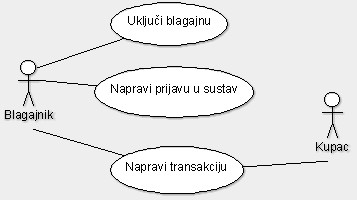 Uključi blagajnu
Napravi prijavu u sustav
Blagajnik
Kupac
Napravi transakciju